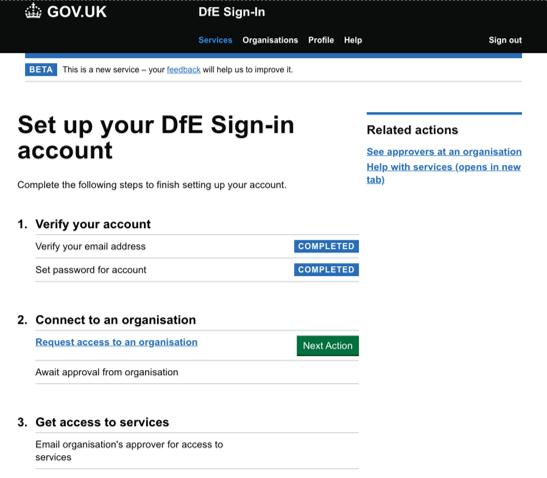 GOV.UK DfE Sign-In
Services Organisations Profile Help Sign out
BETA This is a new service – your feedback will help us to improve it.
Set up your DfE Sign-in
account
Complete the following steps to finish setting up your account.
Related actions
See approvers at an organisation
Help with services (opens in new
tab)
1. Verify your account
Verify your email address COMPLETED
Set password for account COMPLETED
2. Connect to an organisation
Request access to an organisation Next Action
Await approval from organisation
3. Get access to services
Email organisation's approver for access to
services